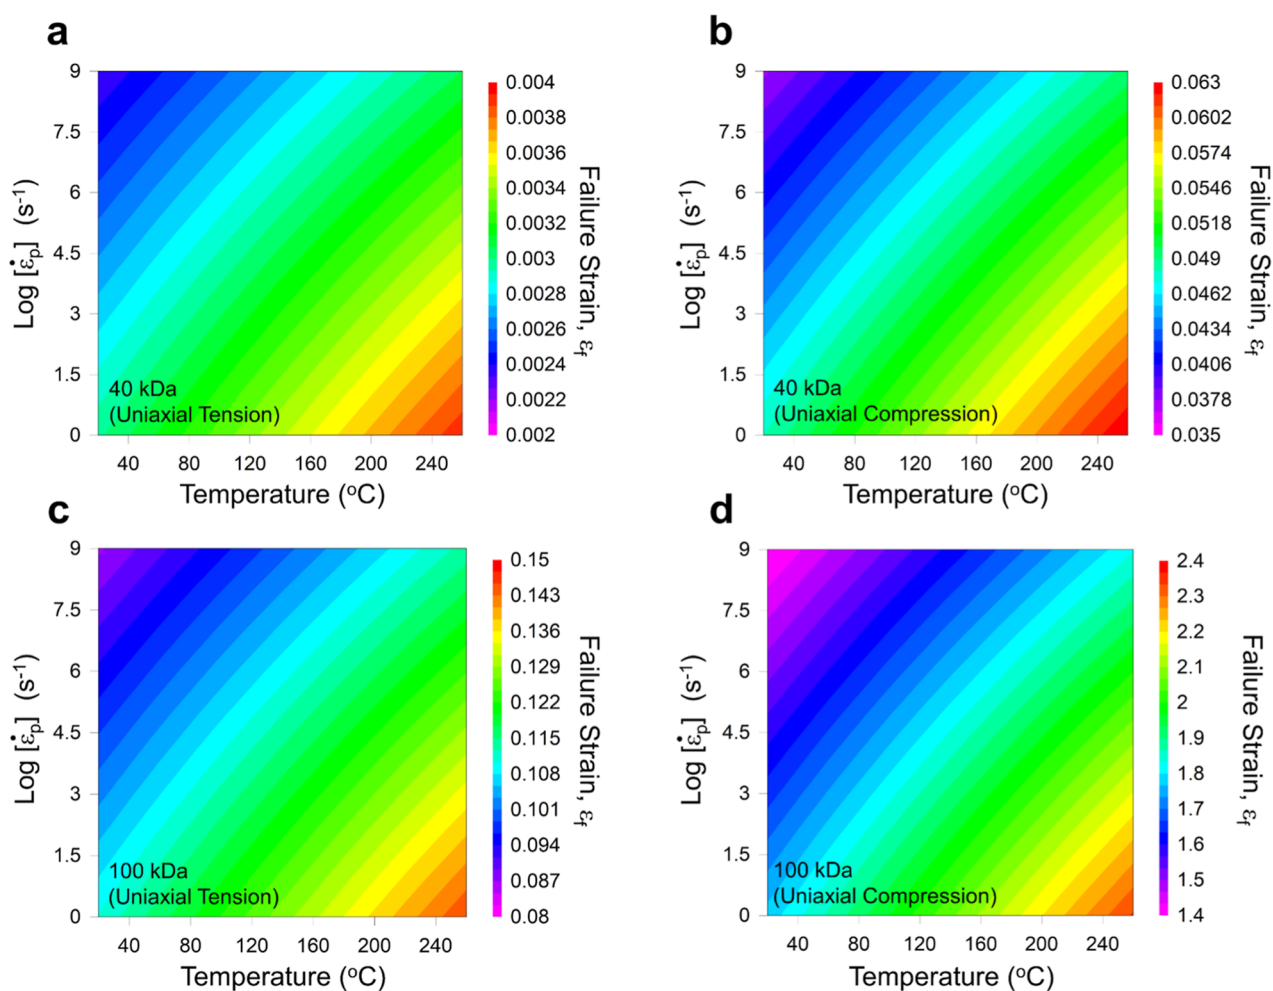 a
9
7.5
6
4.5
3
1.5
0
Log [ε̇p] (s-1)
40 kDa
(Uniaxial Tension)
40 80 120 160 200 240
Temperature (oC)
0.004
0.0038
0.0036
0.0034
0.0032
0.003
0.0028
0.0026
0.0024
0.0022
0.002
Failure Strain, εf
b
9
7.5
6
4.5
3
1.5
0
Log [ε̇p] (s-1)
40 kDa
(Uniaxial Compression)
40 80 120 160 200 240
Temperature (oC)
0.063
0.0602
0.0574
0.0546
0.0518
0.049
0.0462
0.0434
0.0406
0.0378
0.035
Failure Strain, εf
c
9
7.5
6
4.5
3
1.5
0
Log [ε̇p] (s-1)
100 kDa
(Uniaxial Tension)
40 80 120 160 200 240
Temperature (oC)
0.15
0.143
0.136
0.129
0.122
0.115
0.108
0.101
0.094
0.087
0.08
Failure Strain, εf
d
9
7.5
6
4.5
3
1.5
0
Log [ε̇p] (s-1)
100 kDa
(Uniaxial Compression)
40 80 120 160 200 240
Temperature (oC)
2.4
2.3
2.2
2.1
2
1.9
1.8
1.7
1.6
1.5
1.4
Failure Strain, εf